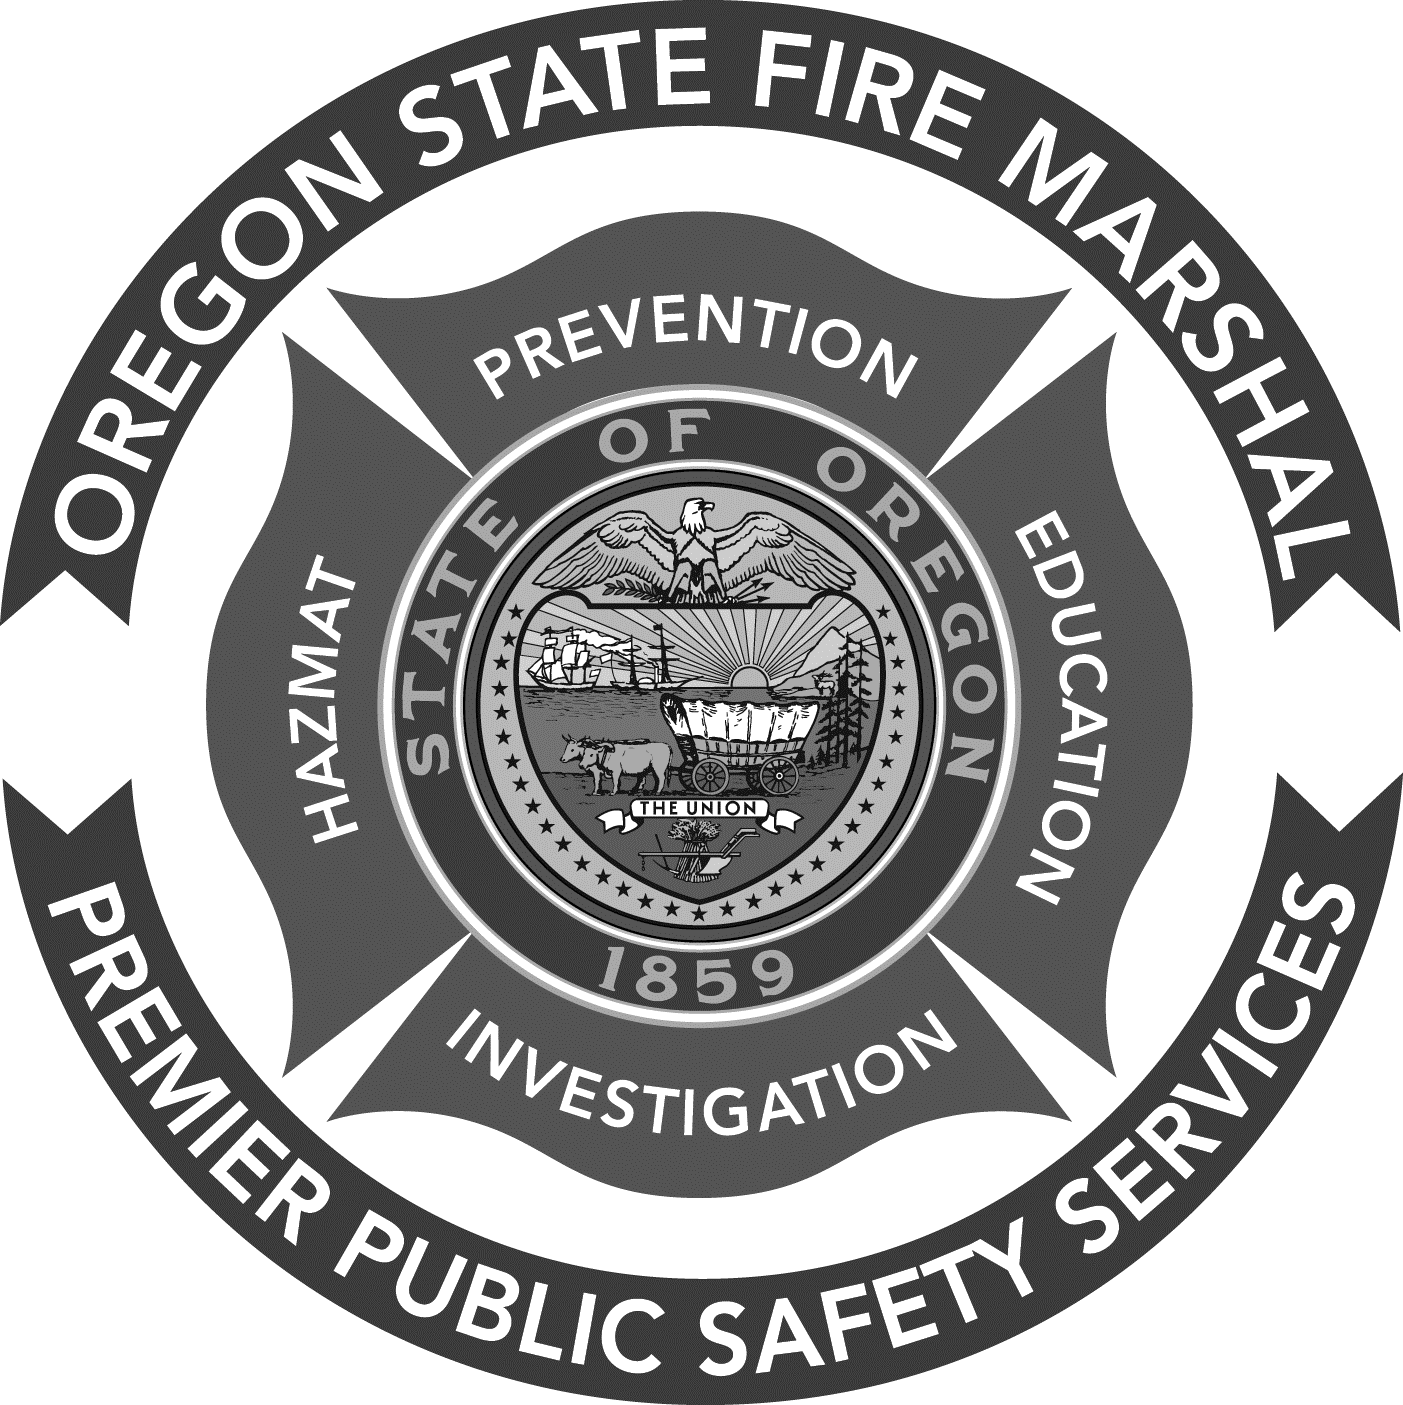 OREGON STATE FIRE MARSHAL
PREVENTION
HAZMAT
EDUCATION
STATE OF OREGON
THE UNION
1859
INVESTIGATION
PREMIER PUBLIC SAFETY SERVICES